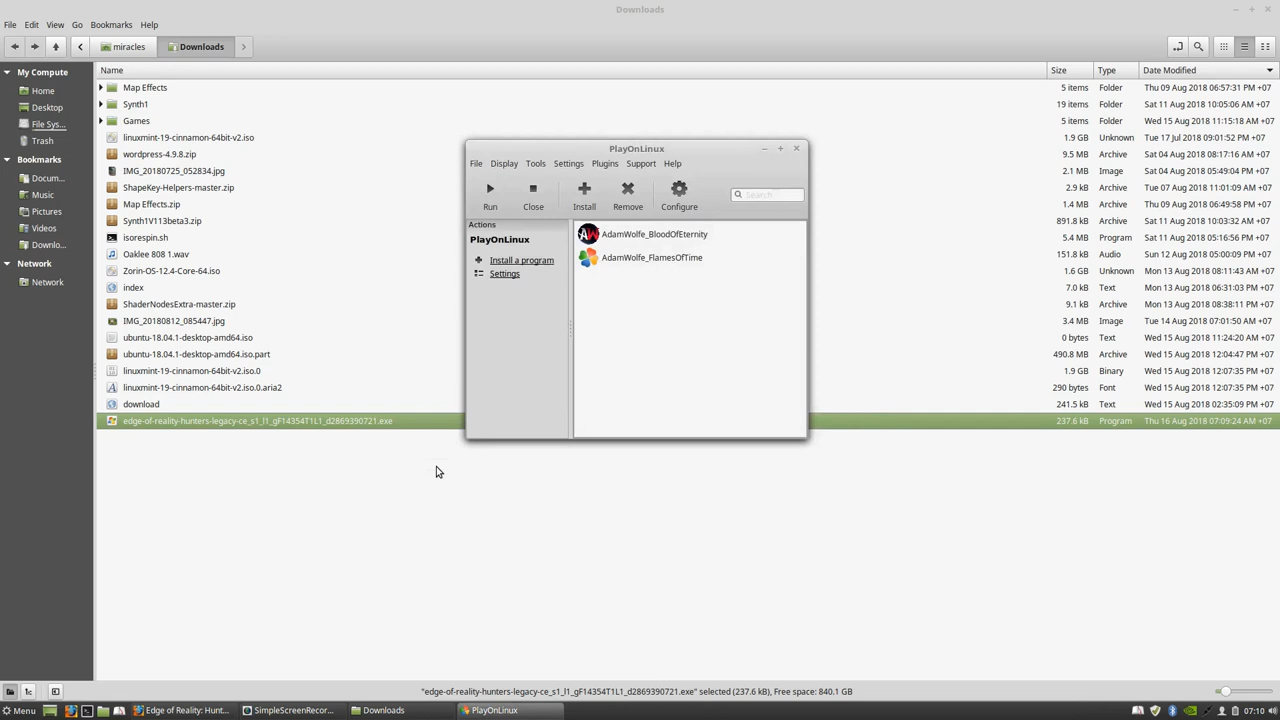 Downloads
File Edit View Go Bookmarks Help
miracles Downloads
My Compute
Home
Desktop
File Sys...
Trash
Bookmarks
Docum...
Music
Pictures
Videos
Downlo...
Network
Network
Name Size Type Date Modified
Map Effects 5 items Folder Thu 09 Aug 2018 06:57:31 PM +07
Synth1 19 items Folder Sat 11 Aug 2018 10:05:06 AM +07
Games 5 items Folder Wed 15 Aug 2018 11:15:18 AM +07
linuxmint-19-cinnamon-64bit-v2.iso 1.9 GB Unknown Tue 17 Jul 2018 09:01:52 PM +07
wordpress-4.9.8.zip 9.5 MB Archive Sat 04 Aug 2018 08:17:16 AM +07
IMG_20180725_052834.jpg 2.1 MB Image Sat 04 Aug 2018 05:49:04 PM +07
ShapeKey-Helpers-master.zip 2.9 kB Archive Tue 07 Aug 2018 11:01:09 AM +07
Map Effects.zip 1.4 MB Archive Thu 09 Aug 2018 06:49:58 PM +07
Synth1V113beta3.zip 891.8 kB Archive Sat 11 Aug 2018 10:03:32 AM +07
isorespin.sh 5.4 MB Program Sat 11 Aug 2018 05:16:56 PM +07
Oaklee 808 1.wav 151.8 kB Audio Sun 12 Aug 2018 05:00:09 PM +07
Zorin-OS-12.4-Core-64.iso 1.6 GB Unknown Mon 13 Aug 2018 08:11:43 AM +07
index 7.0 kB Text Mon 13 Aug 2018 06:31:03 PM +07
ShaderNodesExtra-master.zip 9.1 kB Archive Mon 13 Aug 2018 08:38:11 PM +07
IMG_20180812_085447.jpg 3.4 MB Image Tue 14 Aug 2018 07:01:50 AM +07
ubuntu-18.04.1-desktop-amd64.iso 0 bytes Text Wed 15 Aug 2018 11:24:20 AM +07
ubuntu-18.04.1-desktop-amd64.iso.part 490.8 MB Archive Wed 15 Aug 2018 12:04:47 PM +07
linuxmint-19-cinnamon-64bit-v2.iso.0 1.9 GB Binary Wed 15 Aug 2018 12:07:35 PM +07
linuxmint-19-cinnamon-64bit-v2.iso.0.aria2 290 bytes Font Wed 15 Aug 2018 12:07:35 PM +07
download 241.5 kB Text Wed 15 Aug 2018 02:35:09 PM +07
edge-of-reality-hunters-legacy-ce_s1_l1_gF14354T1L1_d2869390721.exe 237.6 kB Program Thu 16 Aug 2018 07:09:24 AM +07
PlayOnLinux
File Display Tools Settings Plugins Support Help
Run Close Install Remove Configure Search
Actions
PlayOnLinux
Install a program
Settings
AdamWolfe_BloodOfEternity
AdamWolfe_FlamesOfTime
"edge-of-reality-hunters-legacy-ce_s1_l1_gF14354T1L1_d2869390721.exe" selected (237.6 kB), Free space: 840.1 GB
Menu Edge of Reality: Hunt... SimpleScreenRecor... Downloads PlayOnLinux 07:10